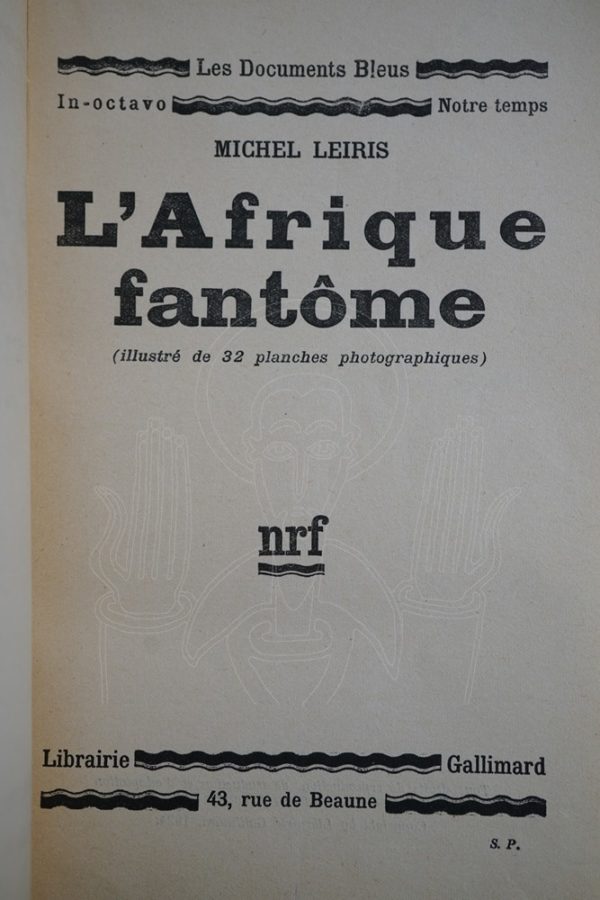 Les Documents Bleus
In-octavo Notre temps
MICHEL LEIRIS
L'Afrique
fantôme
(illustré de 32 planches photographiques)
nrf
Librairie Gallimard
43, rue de Beaune
S. P.